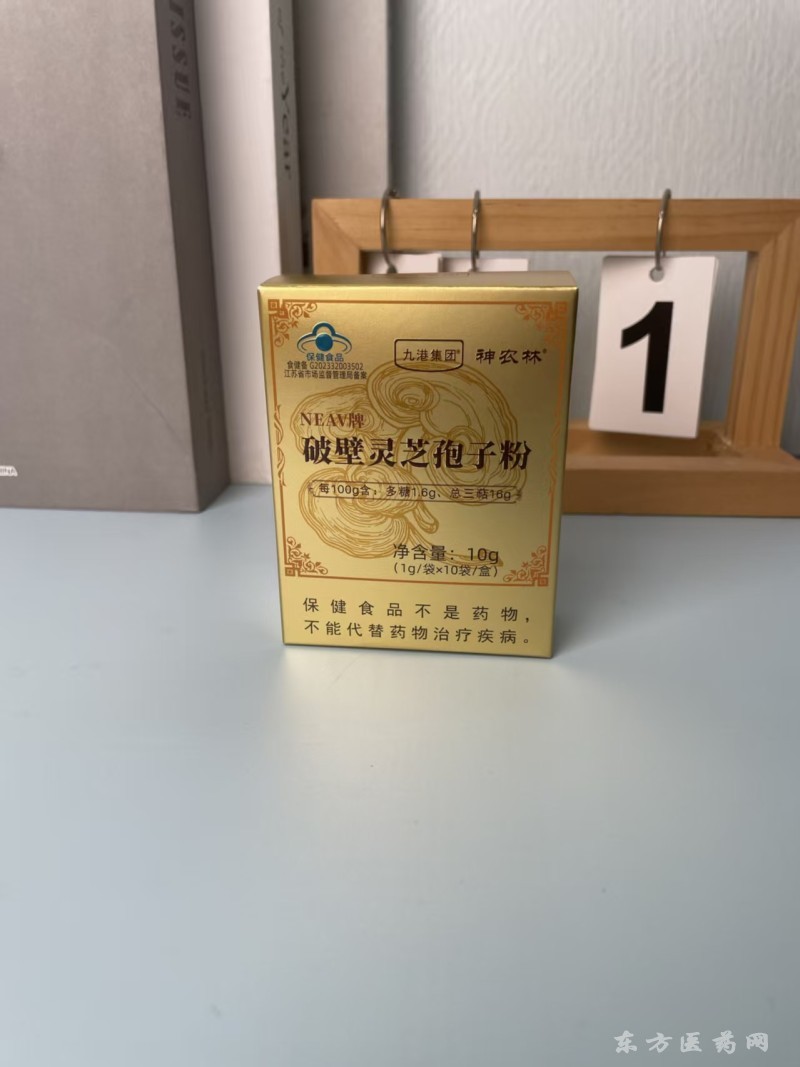 ISSUE
YOUR
1
保健食品
食健备G202332003502
江苏省市场监督管理局备案
九港集团®
神农林®
NEAV牌
破壁灵芝孢子粉
每100g含：多糖1.6g、总三萜16g
净含量：10g
（1g/袋×10袋/盒）
保健食品不是药物，
不能代替药物治疗疾病。
东方医药网